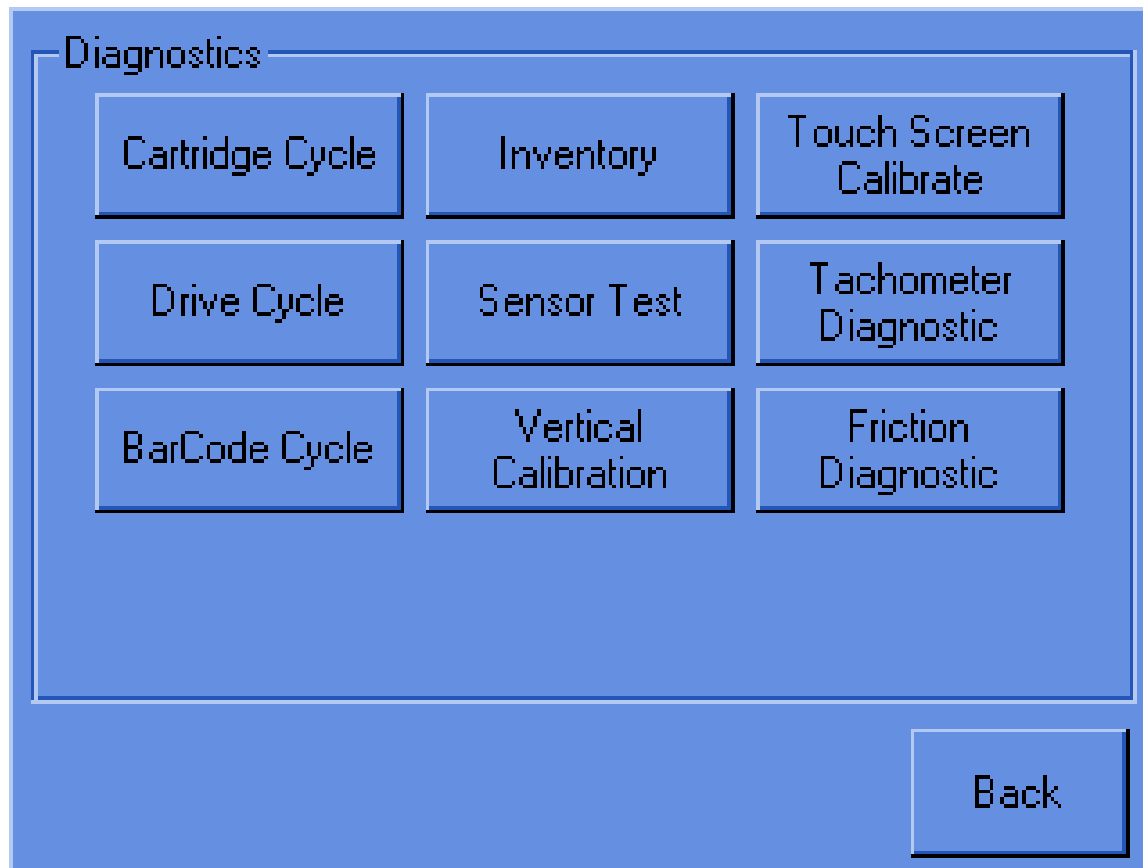 Diagnostics
Cartridge Cycle
Inventory
Touch Screen
Calibrate
Drive Cycle
Sensor Test
Tachometer
Diagnostic
BarCode Cycle
Vertical
Calibration
Friction
Diagnostic
Back